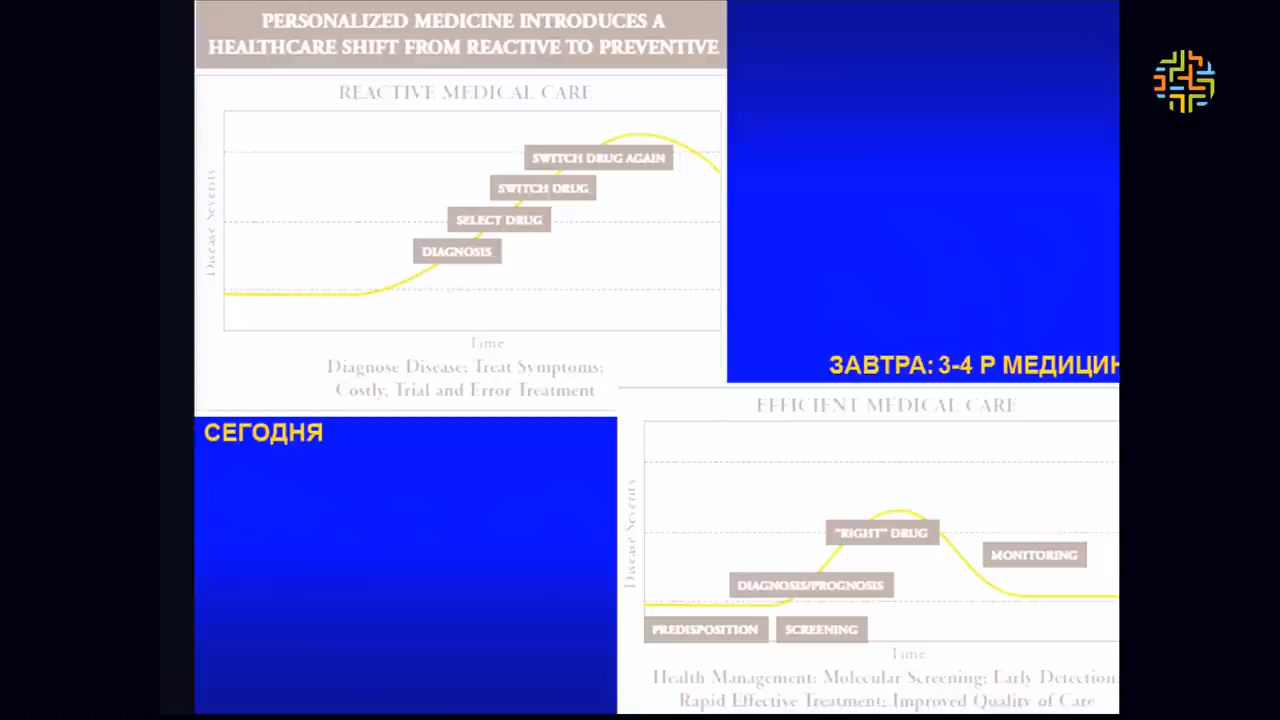 PERSONALIZED MEDICINE INTRODUCES A
HEALTHCARE SHIFT FROM REACTIVE TO PREVENTIVE
REACTIVE MEDICAL CARE
Disease Severity
SWITCH DRUG AGAIN
SWITCH DRUG
SELECT DRUG
DIAGNOSIS
Time
Diagnose Disease; Treat Symptoms;
Costly, Trial and Error Treatment
ЗАВТРА: 3-4 Р МЕДИЦИН
СЕГОДНЯ
EFFICIENT MEDICAL CARE
Disease Severity
"RIGHT" DRUG
MONITORING
DIAGNOSIS/PROGNOSIS
PREDISPOSITION
SCREENING
Time
Health Management; Molecular Screening; Early Detection;
Rapid Effective Treatment; Improved Quality of Care